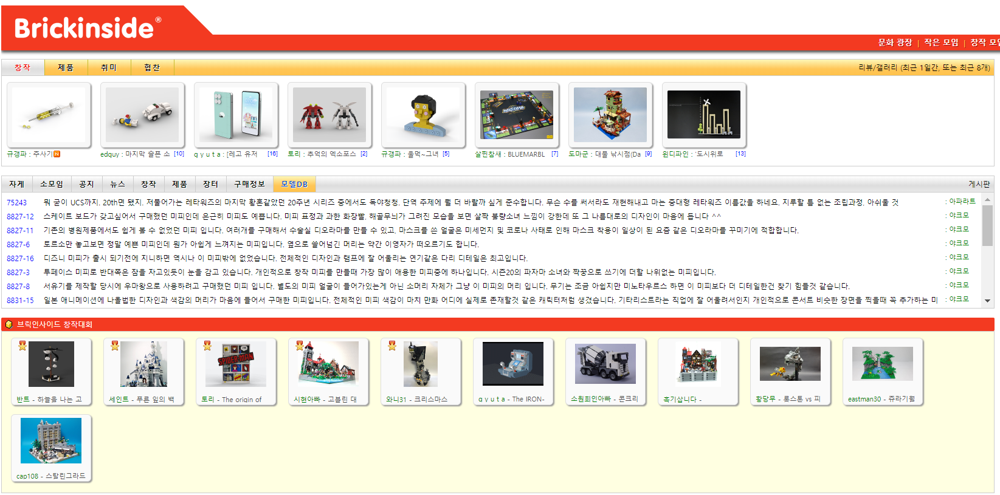 Brickinside®
문화 광장 | 작은 모임 | 창작 모임
창작 제품 취미 협찬 리뷰/갤러리 (최근 1일간, 또는 최근 8개)
규갱파 : 주사기 N
edquy : 마지막 슬픈 소 [10]
q y u t a : [레고 유저 [16]
토리 : 추억의 엑소포스 [2]
규갱파 : 울먹~그녀 [5]
살찐참새 : BLUEMARBL [7]
도마군 : 대물 낚시점(Da [9]
윈디파인 : '도시위로 [13]
자게 소모임 공지 뉴스 창작 제품 장터 구매정보 모델DB 게시판
75243 뭐 굳이 UCS까지. 20th면 됐지. 저물어가는 레타워즈의 마지막 황혼같았던 20주년 시리즈 중에서도 독야청청. 단역 주제에 뭘 더 바랄까 싶게 준수합니다. 무슨 수를 써서라도 재현해내고 마는 중대형 레타워즈 이름값을 하네요. 지루할 틈 없는 조립과정, 아쉬울 것 : 아파라트
8827-12 스케이트 보드가 갖고싶어서 구매했던 미피인데 은근히 미피도 예쁩니다. 미피 표정과 과한 화장빨, 해골무늬가 그려진 모습을 보면 살짝 불량소녀 느낌이 강한데 또 그 나름대로의 디자인이 마음에 듭니다 ^^ : 야크모
8827-11 기존의 병원제품에서도 쉽게 볼 수 없었던 미피 입니다. 여러개를 구매해서 수술실 디오라마를 만들 수 있고, 마스크를 쓴 얼굴은 미세먼지 및 코로나 사태로 인해 마스크 착용이 일상이 된 요즘 같은 디오라마를 꾸미기에 적합합니다. : 야크모
8827-6 토르소만 놓고보면 정말 예쁜 미피인데 뭔가 아쉽게 느껴지는 미피입니다. 옆으로 쓸어넘긴 머리는 약간 이영자가 떠오르기도 합니다. : 야크모
8827-16 디즈니 미피가 출시 되기전에 지니하면 역시나 이 미피밖에 없었습니다. 전체적인 디자인과 램프에 잘 어울리는 연기같은 다리 디테일은 최고입니다. : 야크모
8827-3 투페이스 미피로 반대쪽은 잠을 자고있듯이 눈을 감고 있습니다. 개인적으로 창작 미피를 만들때 가장 많이 애용한 미피중에 하나입니다. 시즌20의 파자마 소녀와 짝꿍으로 쓰기에 더할 나위없는 미피입니다. : 야크모
8827-8 서유기를 제작할 당시에 우마왕으로 사용하려고 구매했던 미피 입니다. 별도의 미피 얼굴이 들어가있는게 아닌 소머리 자체가 그냥 이 미피의 머리 입니다. 무기는 조금 아쉽지만 미노타우르스 하면 이 미피보다 더 디테일한건 찾기 힘들것 같습니다. : 야크모
8831-15 일본 애니메이션에 나올법한 디자인과 색감의 머리가 마음에 들어서 구매한 미피입니다. 전체적인 미피 색감이 마치 만화 어디에 실제로 존재할것 같은 캐릭터처럼 생겼습니다. 기타리스트라는 직업에 잘 어울려서인지 개인적으로 콘서트 비슷한 장면을 찍을때 꼭 추가하는 미 : 야크모
브릭인사이드 창작대회
SPIDER-MAN
반트 - 하늘을 나는 고
세인트 - 푸른 잎의 백
토리 - The origin of
시현아빠 - 고블린 대
와니31 - 크리스마스
q y u t a - The IRON-
소원희인아빠 - 콘크리
혹기삽니다 -
황당무 - 롯스톤 vs 피
eastman30 - 쥬라기월
cap108 - 스탈린그라드